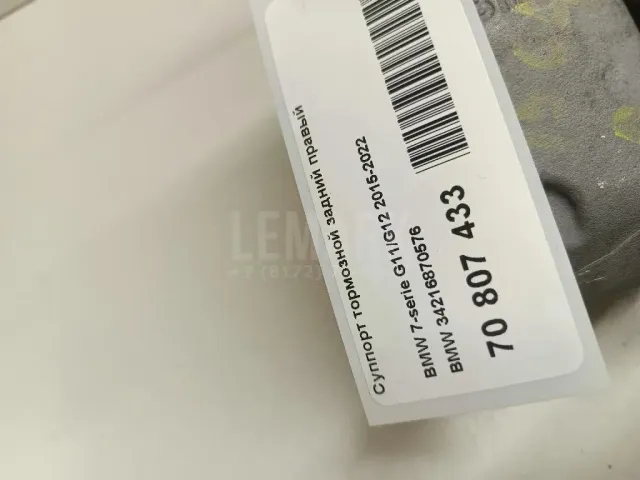 Суппорт тормозной задний правый
BMW 7-serie G11/G12 2015-2022
BMW 34216870576
70 807 433